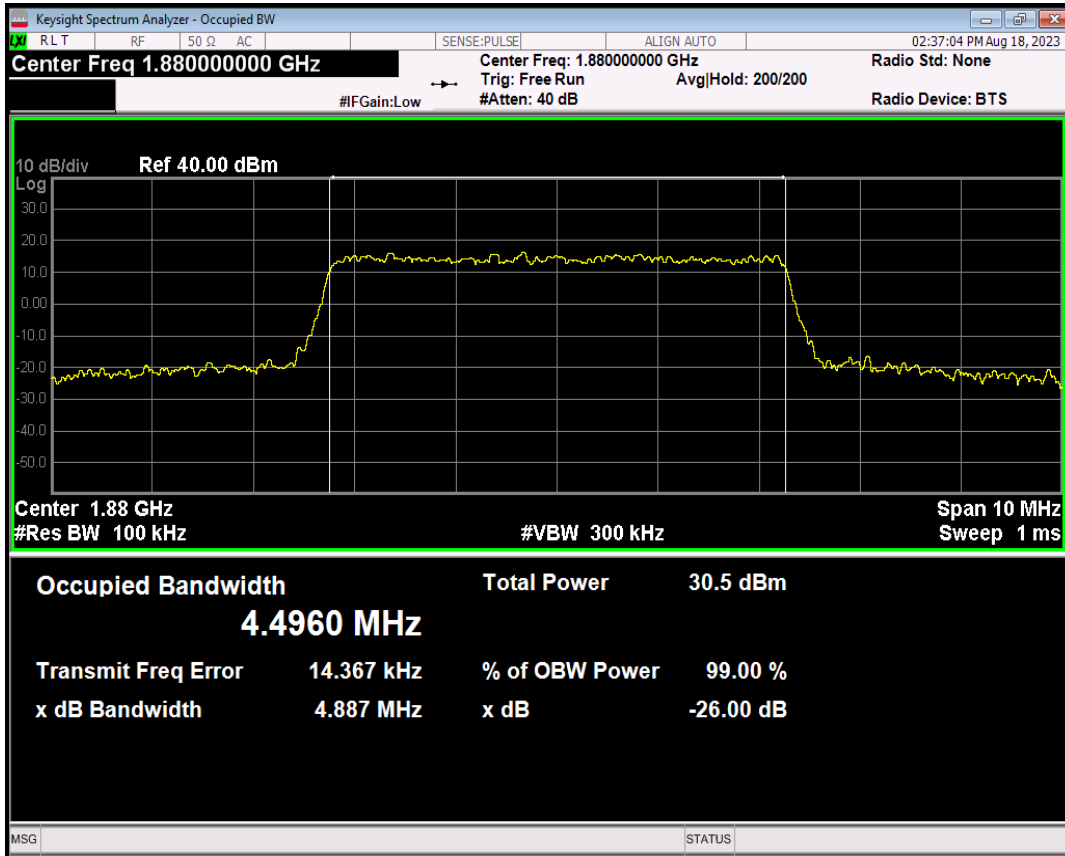 Keysight Spectrum Analyzer - Occupied BW
LXI RLT RF 50 Ω AC SENSE:PULSE ALIGN AUTO 02:37:04 PM Aug 18, 2023
Center Freq 1.880000000 GHz Center Freq: 1.880000000 GHz Radio Std: None
Trig: Free Run Avg|Hold: 200/200
#IFGain:Low #Atten: 40 dB Radio Device: BTS
10 dB/div Ref 40.00 dBm
Log
30.0
20.0
10.0
0.00
-10.0
-20.0
-30.0
-40.0
-50.0
Center 1.88 GHz Span 10 MHz
#Res BW 100 kHz #VBW 300 kHz Sweep 1 ms
Occupied Bandwidth Total Power 30.5 dBm
4.4960 MHz
Transmit Freq Error 14.367 kHz % of OBW Power 99.00 %
x dB Bandwidth 4.887 MHz x dB -26.00 dB
MSG STATUS